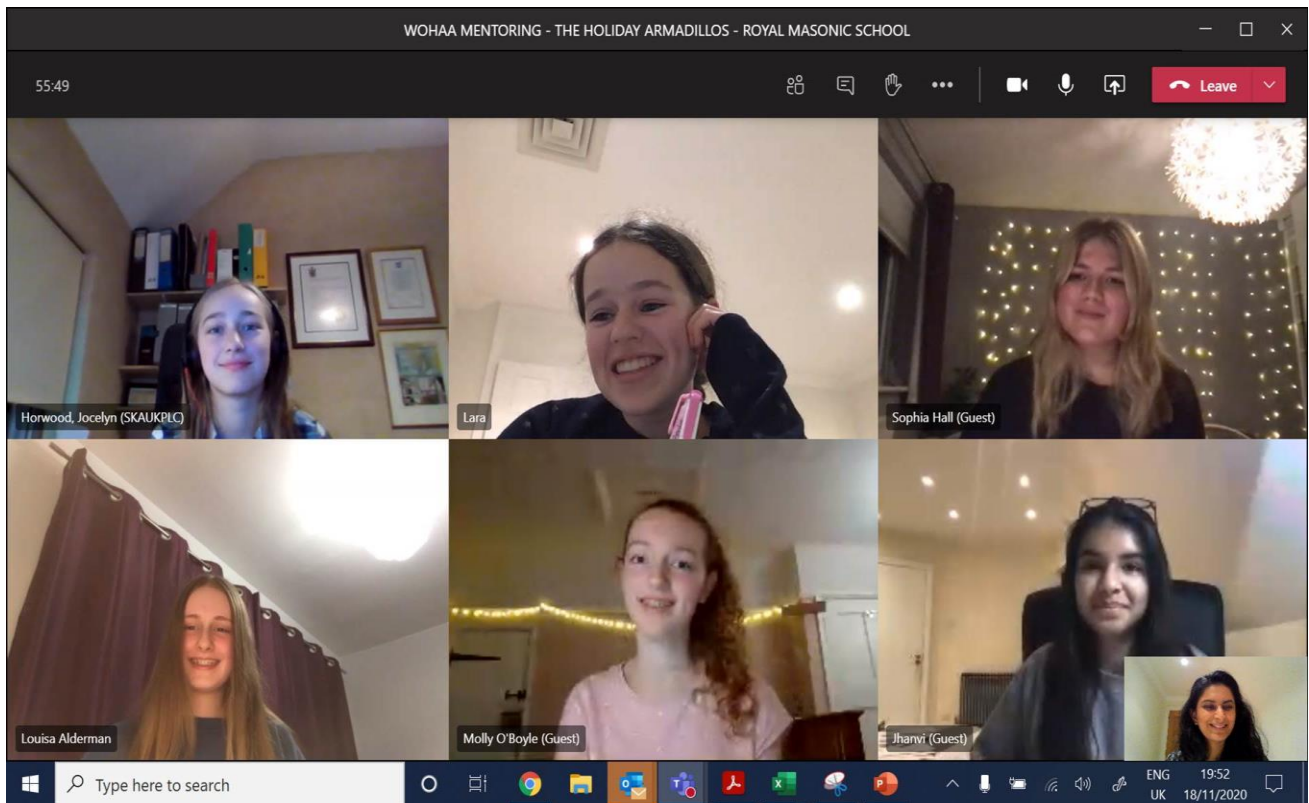 WOHAA MENTORING - THE HOLIDAY ARMADILLOS - ROYAL MASONIC SCHOOL
55:49
Leave
Horwood, Jocelyn (SKAUKPLC)
Lara
Sophia Hall (Guest)
Louisa Alderman
Molly O'Boyle (Guest)
Jhanvi (Guest)
Type here to search
ENG
UK
19:52
18/11/2020